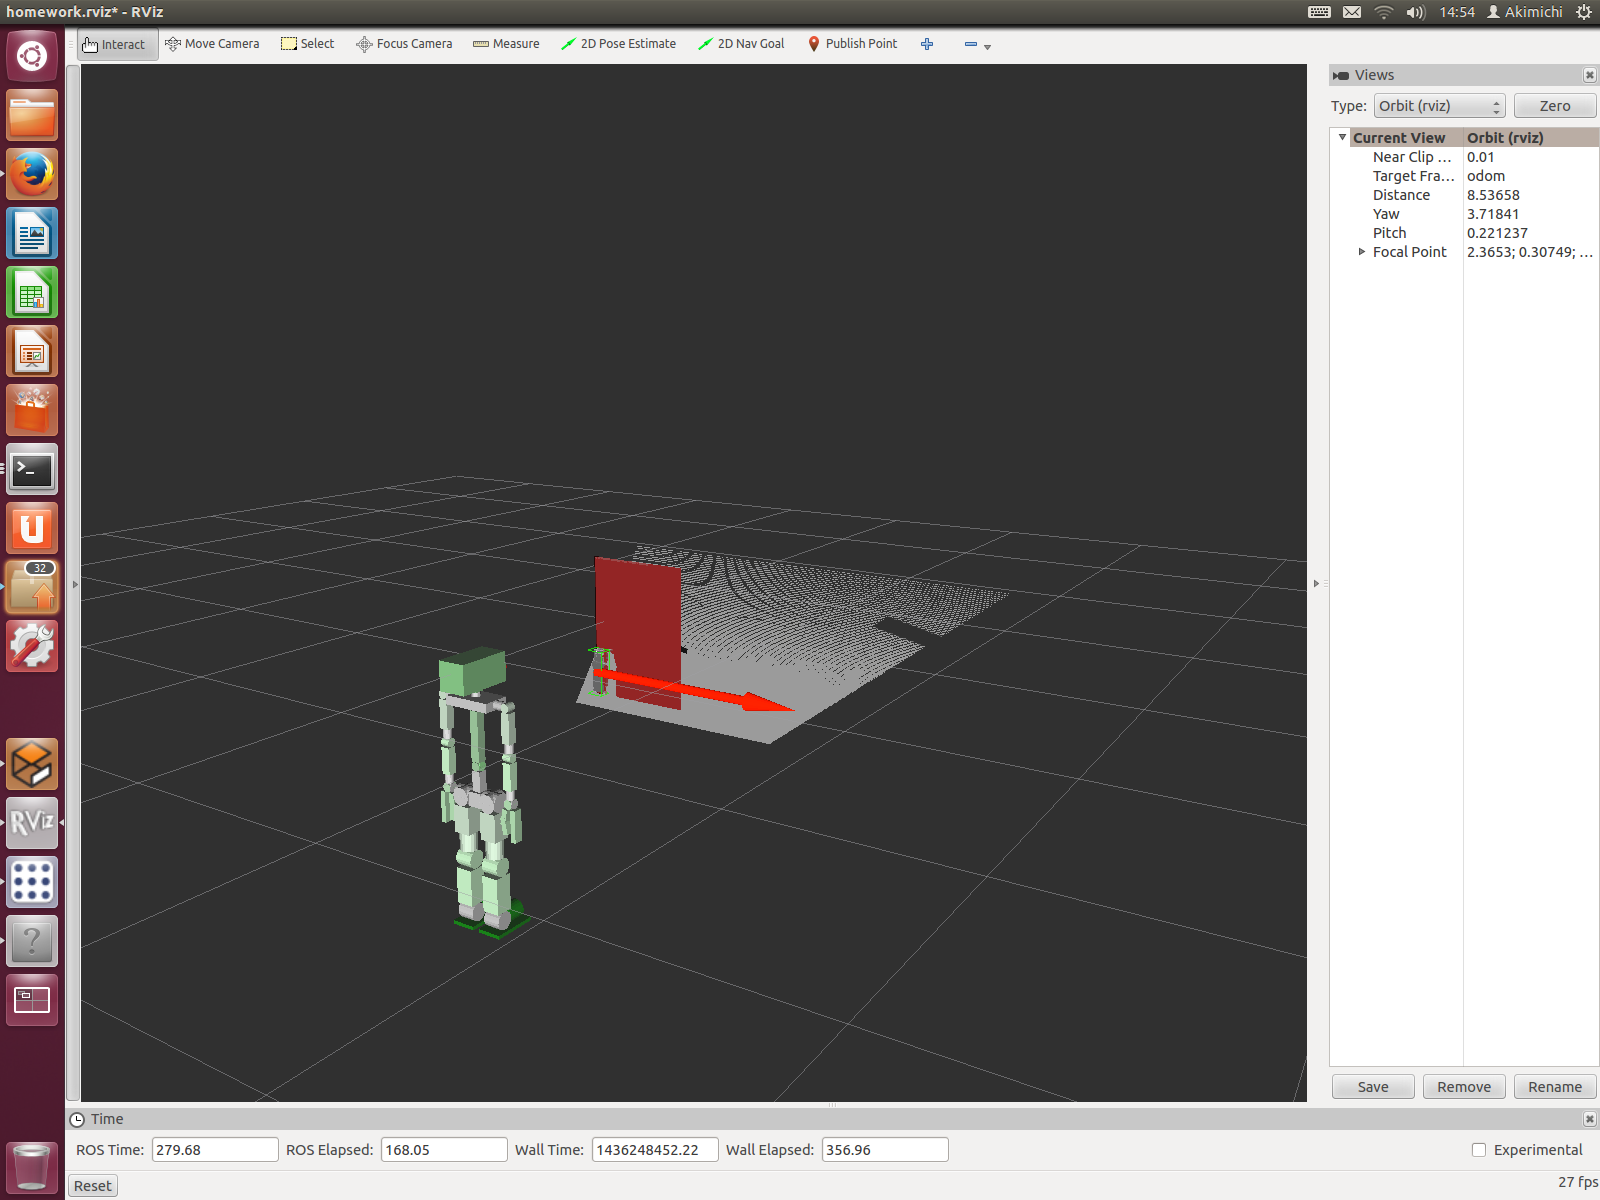 homework.rviz* - RViz
14:54 Akimichi
Interact Move Camera Select Focus Camera Measure 2D Pose Estimate 2D Nav Goal Publish Point
Views
Type: Orbit (rviz) Zero
Current View Orbit (rviz)
Near Clip ... 0.01
Target Fra... odom
Distance 8.53658
Yaw 3.71841
Pitch 0.221237
Focal Point 2.3653; 0.30749; ...
32
>_
RViz
?
Save Remove Rename
Time
ROS Time: 279.68 ROS Elapsed: 168.05 Wall Time: 1436248452.22 Wall Elapsed: 356.96 Experimental
Reset 27 fps